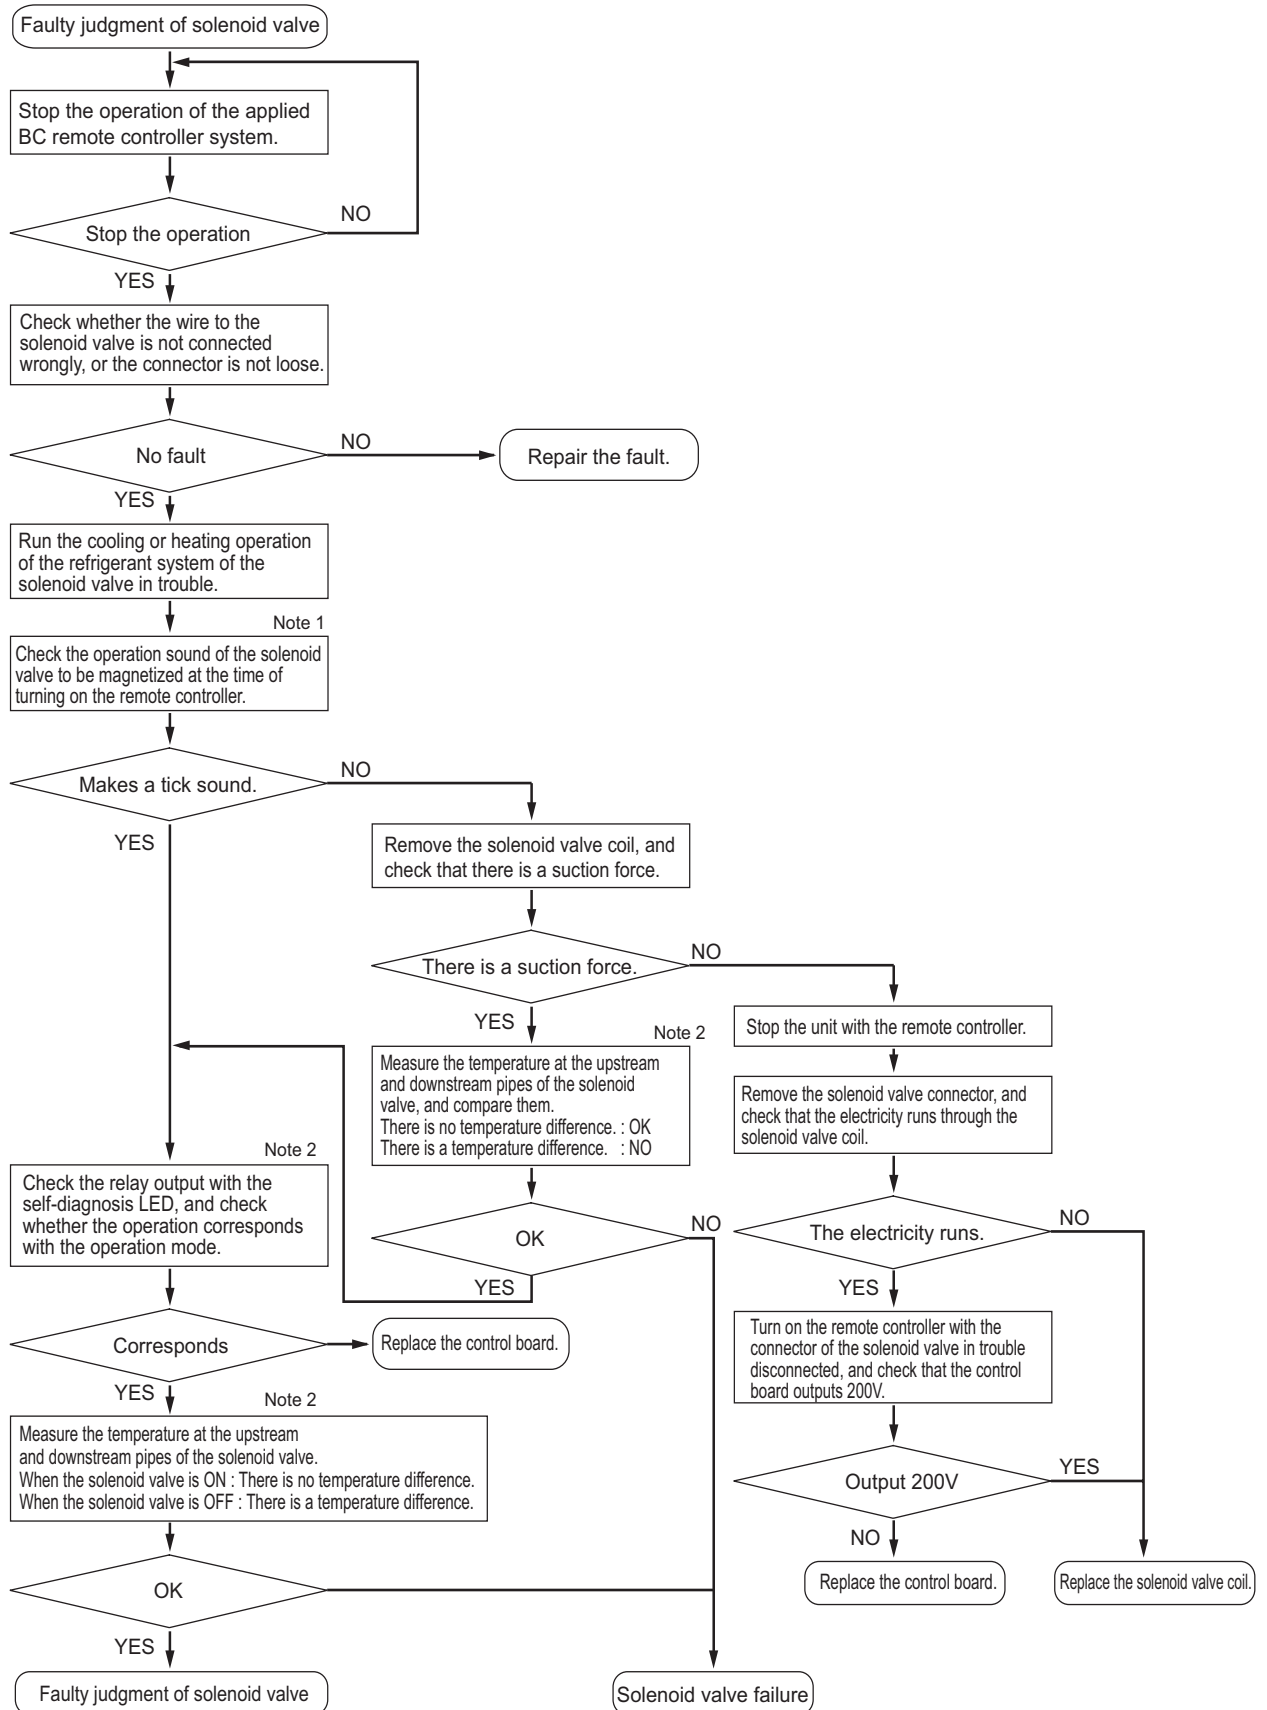 Faulty judgment of solenoid valve
Stop the operation of the applied
BC remote controller system.
Stop the operation
NO
YES
Check whether the wire to the
solenoid valve is not connected
wrongly, or the connector is not loose.
No fault
NO
Repair the fault.
YES
Run the cooling or heating operation
of the refrigerant system of the
solenoid valve in trouble.
Note 1
Check the operation sound of the solenoid
valve to be magnetized at the time of
turning on the remote controller.
Makes a tick sound.
NO
YES
Remove the solenoid valve coil, and
check that there is a suction force.
There is a suction force.
NO
YES
Note 2
Measure the temperature at the upstream
and downstream pipes of the solenoid
valve, and compare them.
There is no temperature difference. : OK
There is a temperature difference. : NO
Stop the unit with the remote controller.
Remove the solenoid valve connector, and
check that the electricity runs through the
solenoid valve coil.
Note 2
Check the relay output with the
self-diagnosis LED, and check
whether the operation corresponds
with the operation mode.
OK
NO
YES
The electricity runs.
NO
YES
Turn on the remote controller with the
connector of the solenoid valve in trouble
disconnected, and check that the control
board outputs 200V.
Corresponds
Replace the control board.
YES
Note 2
Measure the temperature at the upstream
and downstream pipes of the solenoid valve.
When the solenoid valve is ON : There is no temperature difference.
When the solenoid valve is OFF : There is a temperature difference.
Output 200V
YES
NO
Replace the control board.
Replace the solenoid valve coil.
OK
YES
Faulty judgment of solenoid valve
Solenoid valve failure